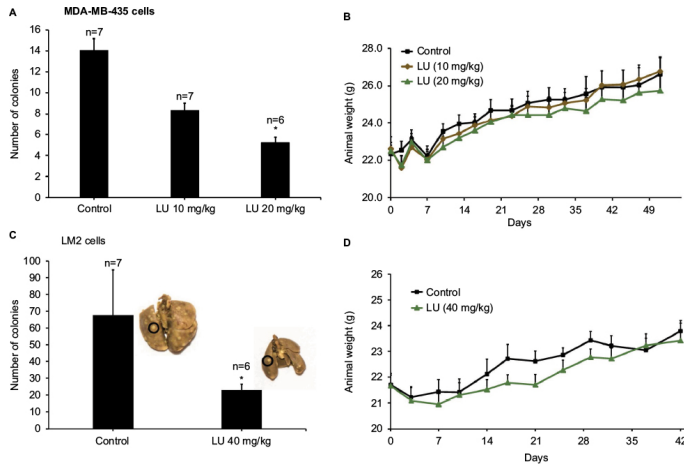 A
MDA-MB-435 cells
Number of colonies
16
14
12
10
8
6
4
2
0
n=7
n=7
n=6
*
Control
LU 10 mg/kg
LU 20 mg/kg
B
Animal weight (g)
28.0
26.0
24.0
22.0
20.0
Control
LU (10 mg/kg)
LU (20 mg/kg)
0
7
14
21
28
35
42
49
Days
C
LM2 cells
Number of colonies
100
90
80
70
60
50
40
30
20
10
0
n=7
n=6
*
Control
LU 40 mg/kg
D
Animal weight (g)
26
25
24
23
22
21
20
Control
LU (40 mg/kg)
0
7
14
21
28
35
42
Days